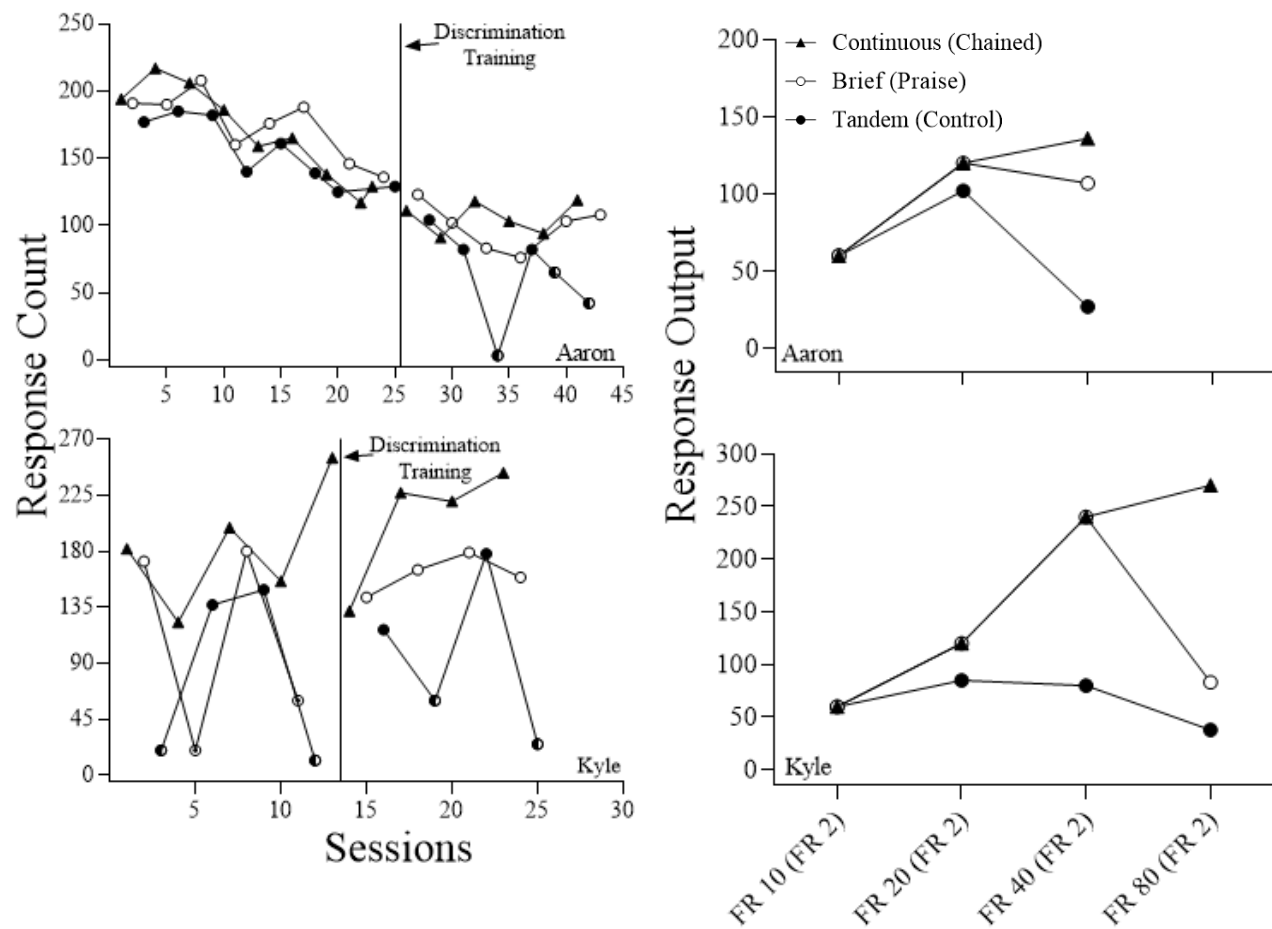 Response Count
250
200
150
100
50
0
Discrimination
Training
Aaron
5
10
15
20
25
30
35
40
45
270
225
180
135
90
45
0
Discrimination
Training
Kyle
5
10
15
20
25
30
Sessions
Response Output
200
150
100
50
0
Continuous (Chained)
Brief (Praise)
Tandem (Control)
Aaron
300
250
200
150
100
50
0
Kyle
FR 10 (FR 2)
FR 20 (FR 2)
FR 40 (FR 2)
FR 80 (FR 2)